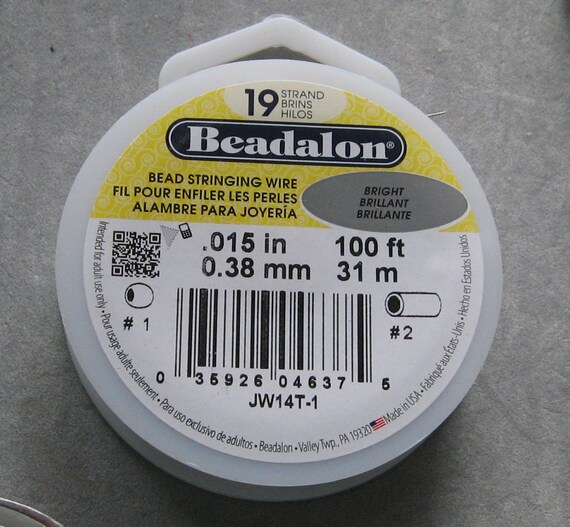 19 STRAND
BRINS
HILOS
Beadalon®
BEAD STRINGING WIRE
FIL POUR ENFILER LES PERLES
ALAMBRE PARA JOYERÍA
BRIGHT
BRILLANT
BRILLANTE
.015 in 100 ft
0.38 mm 31 m
# 1
#2
0 35926 04637 5
JW14T-1
Intended for adult use only • Pour usage adulte seulement • Para uso exclusivo de adultos • Beadalon • Valley Twp., PA 19320 Made in USA • Fabriqué aux États-Unis • Hecho en Estados Unidos